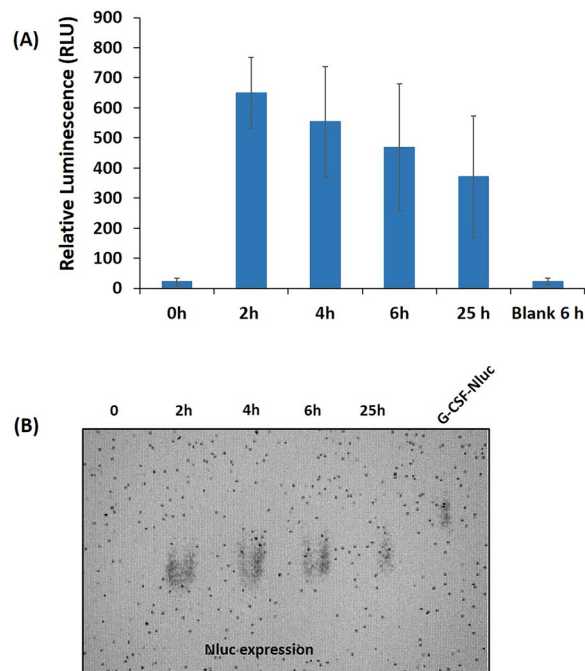 (A)
Relative Luminescence (RLU)
900
800
700
600
500
400
300
200
100
0
0h 2h 4h 6h 25 h Blank 6 h
(B)
0 2h 4h 6h 25h G-CSF-Nluc
Nluc expression